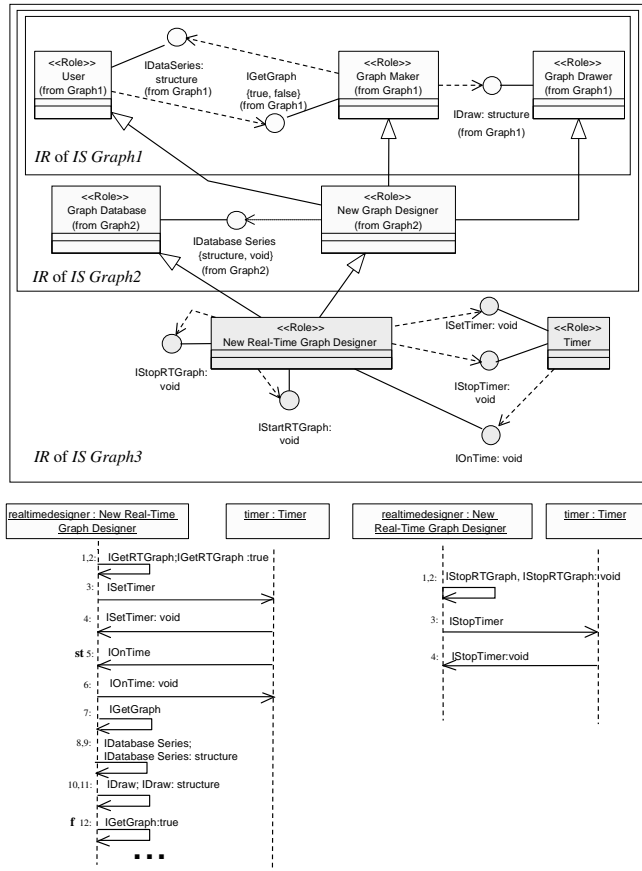 <<Role>>
User
(from Graph1)
IDataSeries:
structure
(from Graph1)
IGetGraph
{true, false}
(from Graph1)
<<Role>>
Graph Maker
(from Graph1)
<<Role>>
Graph Drawer
(from Graph1)
IDraw: structure
(from Graph1)
IR of IS Graph1
<<Role>>
Graph Database
(from Graph2)
IDatabase Series
{structure, void}
(from Graph2)
<<Role>>
New Graph Designer
(from Graph2)
IR of IS Graph2
<<Role>>
New Real-Time Graph Designer
ISetTimer: void
<<Role>>
Timer
IStopRTGraph:
void
IStopTimer:
void
IStartRTGraph:
void
IOnTime: void
IR of IS Graph3
realtimedesigner : New Real-Time
Graph Designer
timer : Timer
1,2: IGetRTGraph;IGetRTGraph :true
3: ISetTimer
4: ISetTimer: void
st 5: IOnTime
6: IOnTime: void
7: IGetGraph
8,9: IDatabase Series;
IDatabase Series: structure
10,11: IDraw; IDraw: structure
f 12: IGetGraph:true
...
realtimedesigner : New
Real-Time Graph Designer
timer : Timer
1,2: IStopRTGraph, IStopRTGraph: void
3: IStopTimer
4: IStopTimer:void